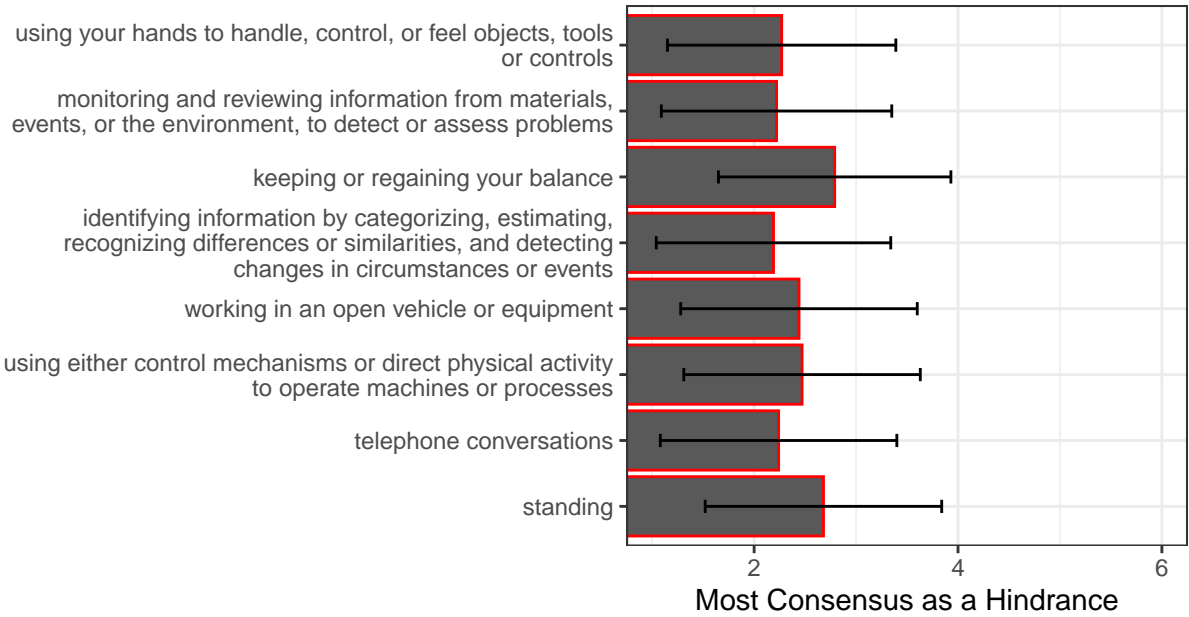 using your hands to handle, control, or feel objects, tools
or controls
monitoring and reviewing information from materials,
events, or the environment, to detect or assess problems
keeping or regaining your balance
identifying information by categorizing, estimating,
recognizing differences or similarities, and detecting
changes in circumstances or events
working in an open vehicle or equipment
using either control mechanisms or direct physical activity
to operate machines or processes
telephone conversations
standing
2 4 6
Most Consensus as a Hindrance